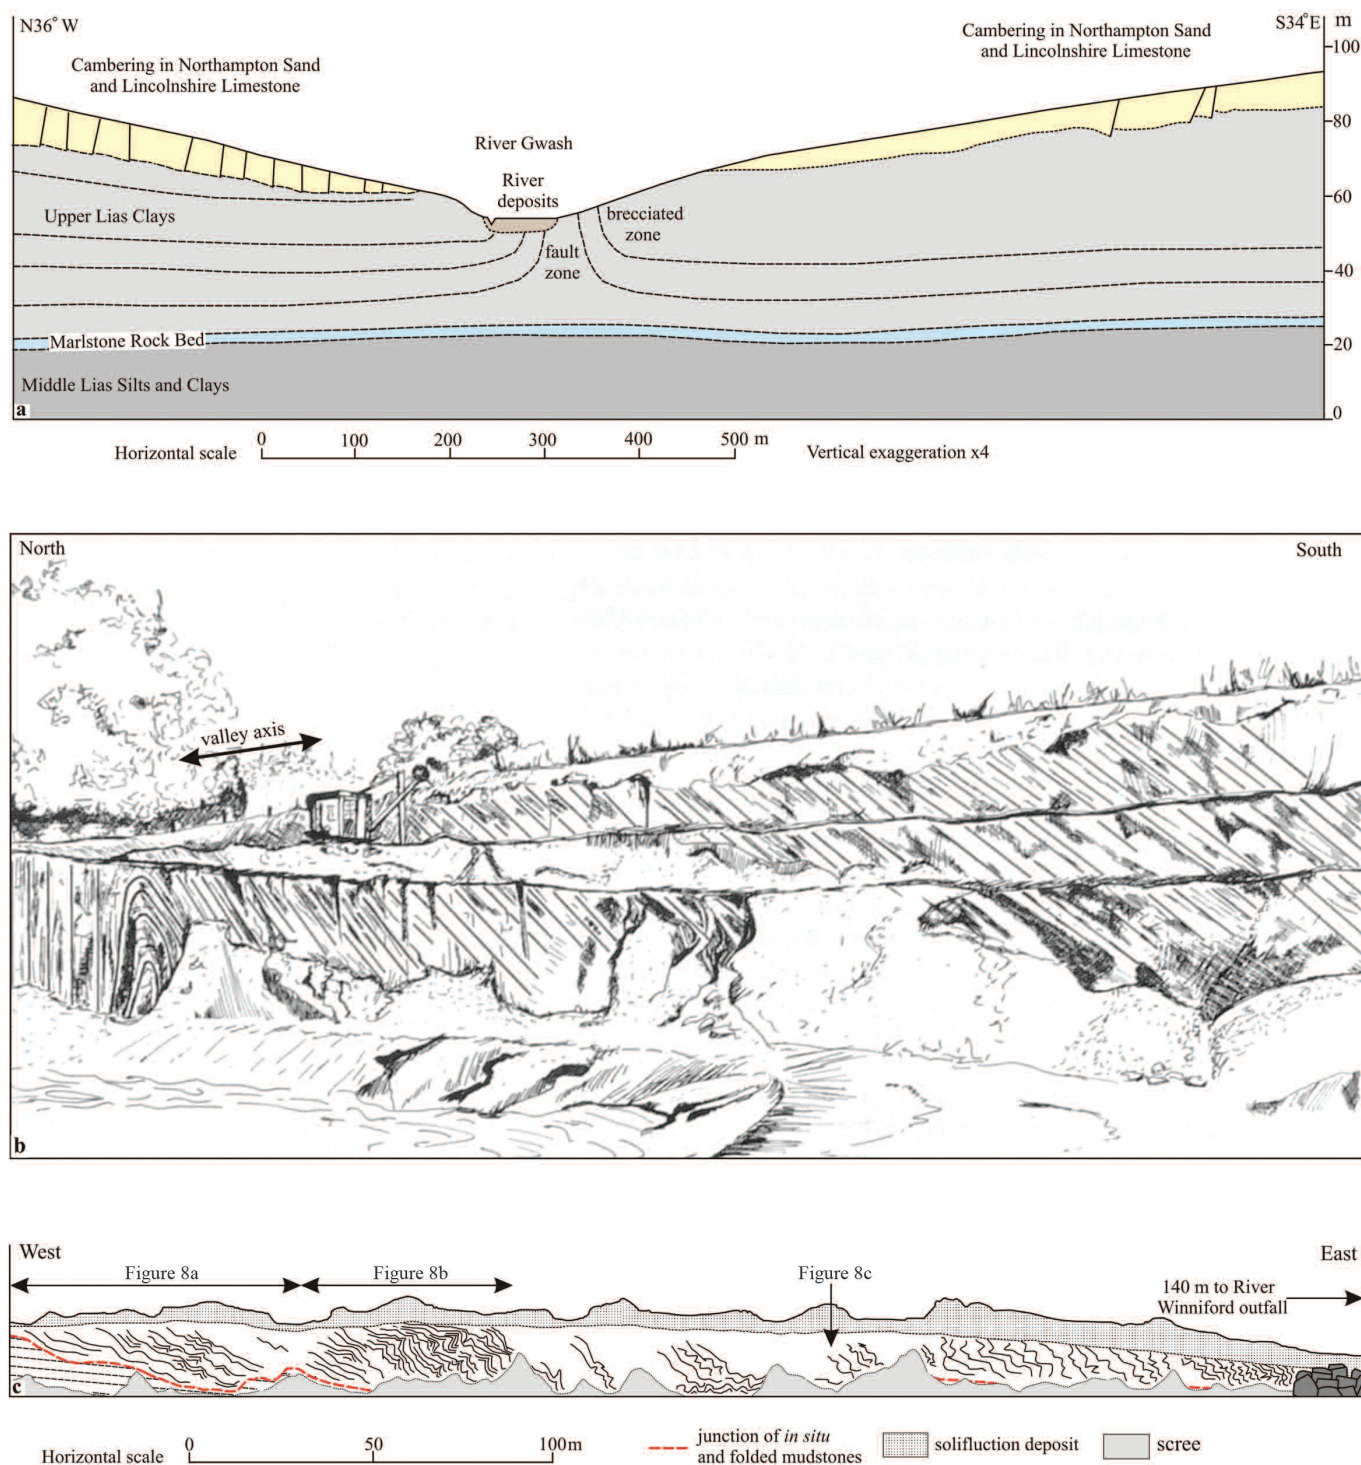 N36° W
S34° E
m
100
Cambering in Northampton Sand
and Lincolnshire Limestone
Cambering in Northampton Sand
and Lincolnshire Limestone
80
River Gwash
River
deposits
60
Upper Lias Clays
brecciated
zone
fault
zone
40
Marlstone Rock Bed
20
Middle Lias Silts and Clays
a
0
Horizontal scale
0 100 200 300 400 500 m
Vertical exaggeration x4
North
South
valley axis
b
West
East
Figure 8a
Figure 8b
Figure 8c
140 m to River
Winniford outfall
c
Horizontal scale
0 50 100m
junction of in situ
and folded mudstones
solifluction deposit
scree